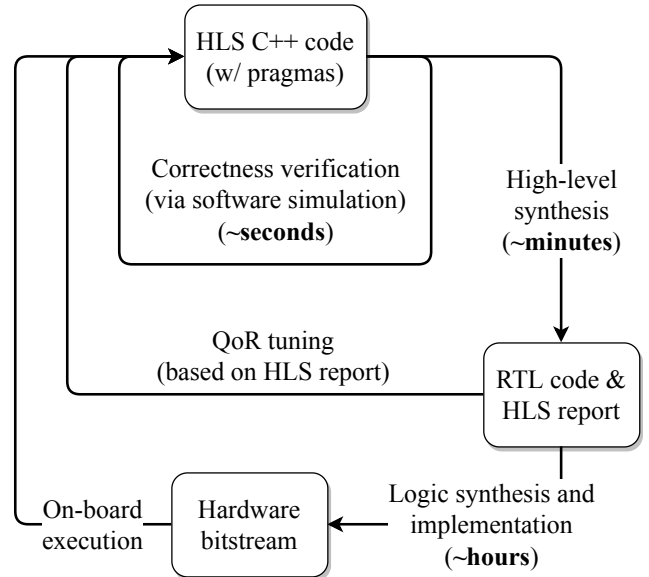 HLS C++ code
(w/ pragmas)
Correctness verification
(via software simulation)
(~seconds)
High-level
synthesis
(~minutes)
QoR tuning
(based on HLS report)
RTL code &
HLS report
On-board
execution
Hardware
bitstream
Logic synthesis and
implementation
(~hours)